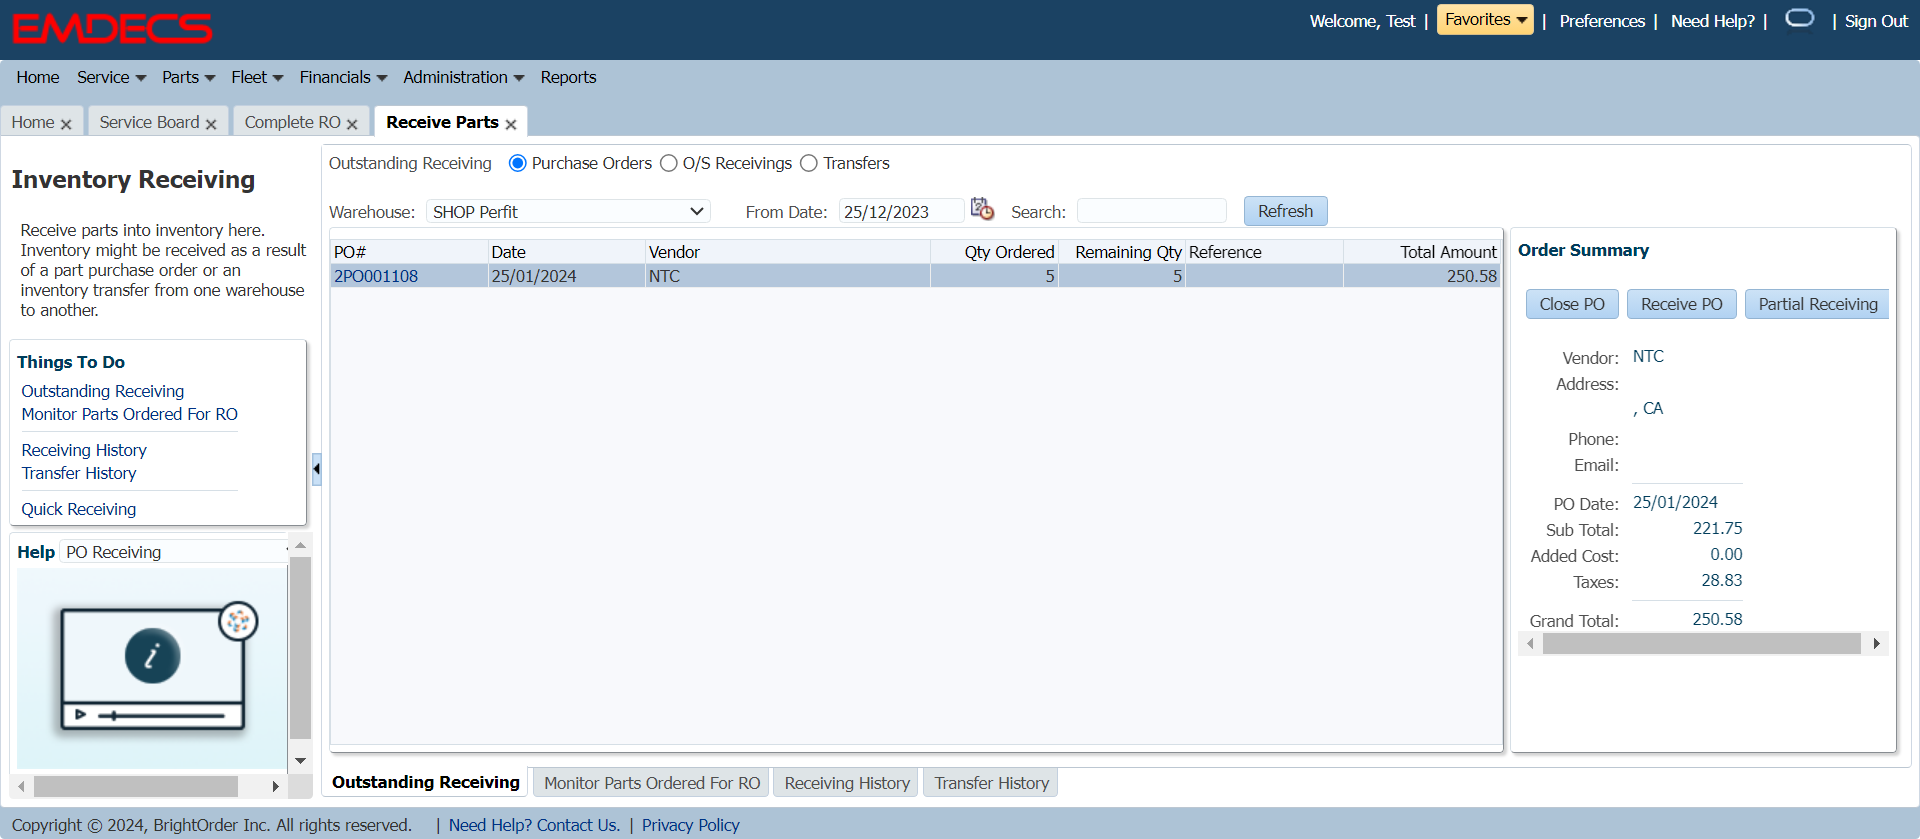 EMDECS
Welcome, Test | Favorites | Preferences | Need Help? | | Sign Out
Home Service Parts Fleet Financials Administration Reports
Home Service Board Complete RO Receive Parts
Inventory Receiving
Receive parts into inventory here.
Inventory might be received as a result
of a part purchase order or an
inventory transfer from one warehouse
to another.
Things To Do
Outstanding Receiving
Monitor Parts Ordered For RO
Receiving History
Transfer History
Quick Receiving
Help PO Receiving
i
Outstanding Receiving Purchase Orders O/S Receivings Transfers
Warehouse: SHOP Perfit From Date: 25/12/2023 Search: Refresh
PO# Date Vendor Qty Ordered Remaining Qty Reference Total Amount
2PO001108 25/01/2024 NTC 5 5 250.58
Order Summary
Close PO Receive PO Partial Receiving
Vendor: NTC
Address:
, CA
Phone:
Email:
PO Date: 25/01/2024
Sub Total: 221.75
Added Cost: 0.00
Taxes: 28.83
Grand Total: 250.58
Outstanding Receiving Monitor Parts Ordered For RO Receiving History Transfer History
Copyright © 2024, BrightOrder Inc. All rights reserved. | Need Help? Contact Us. | Privacy Policy